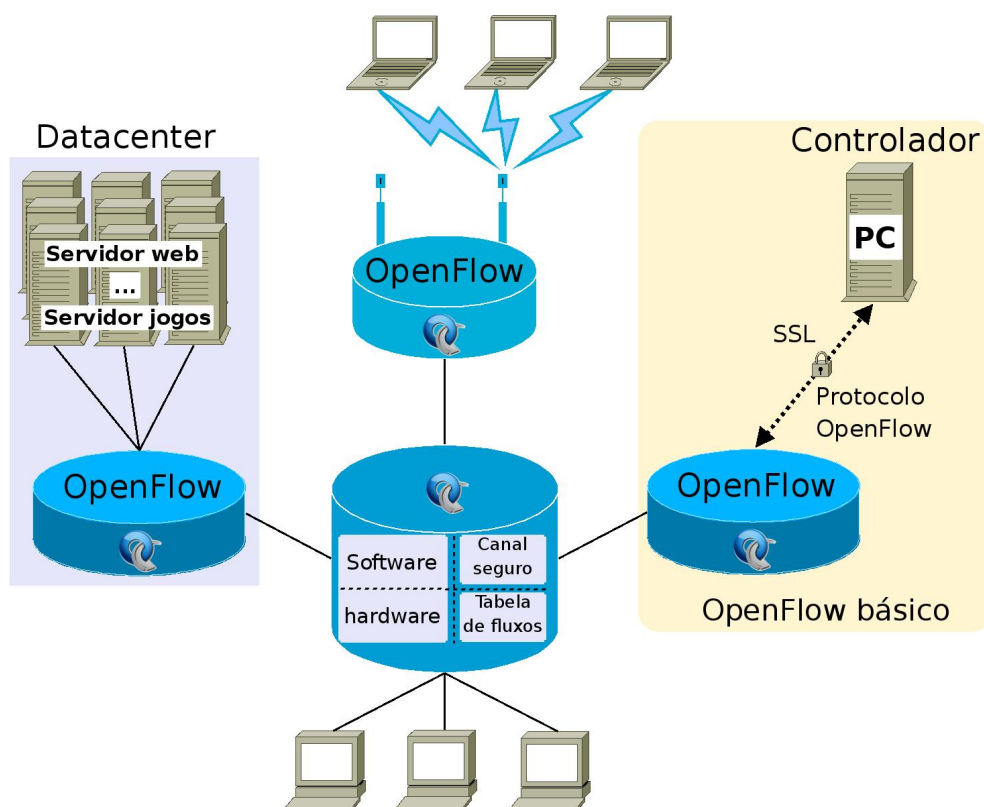 Datacenter
Servidor web
...
Servidor jogos
OpenFlow
OpenFlow
Controlador
PC
SSL
Protocolo
OpenFlow
OpenFlow
OpenFlow básico
Software
Canal
seguro
hardware
Tabela
de fluxos